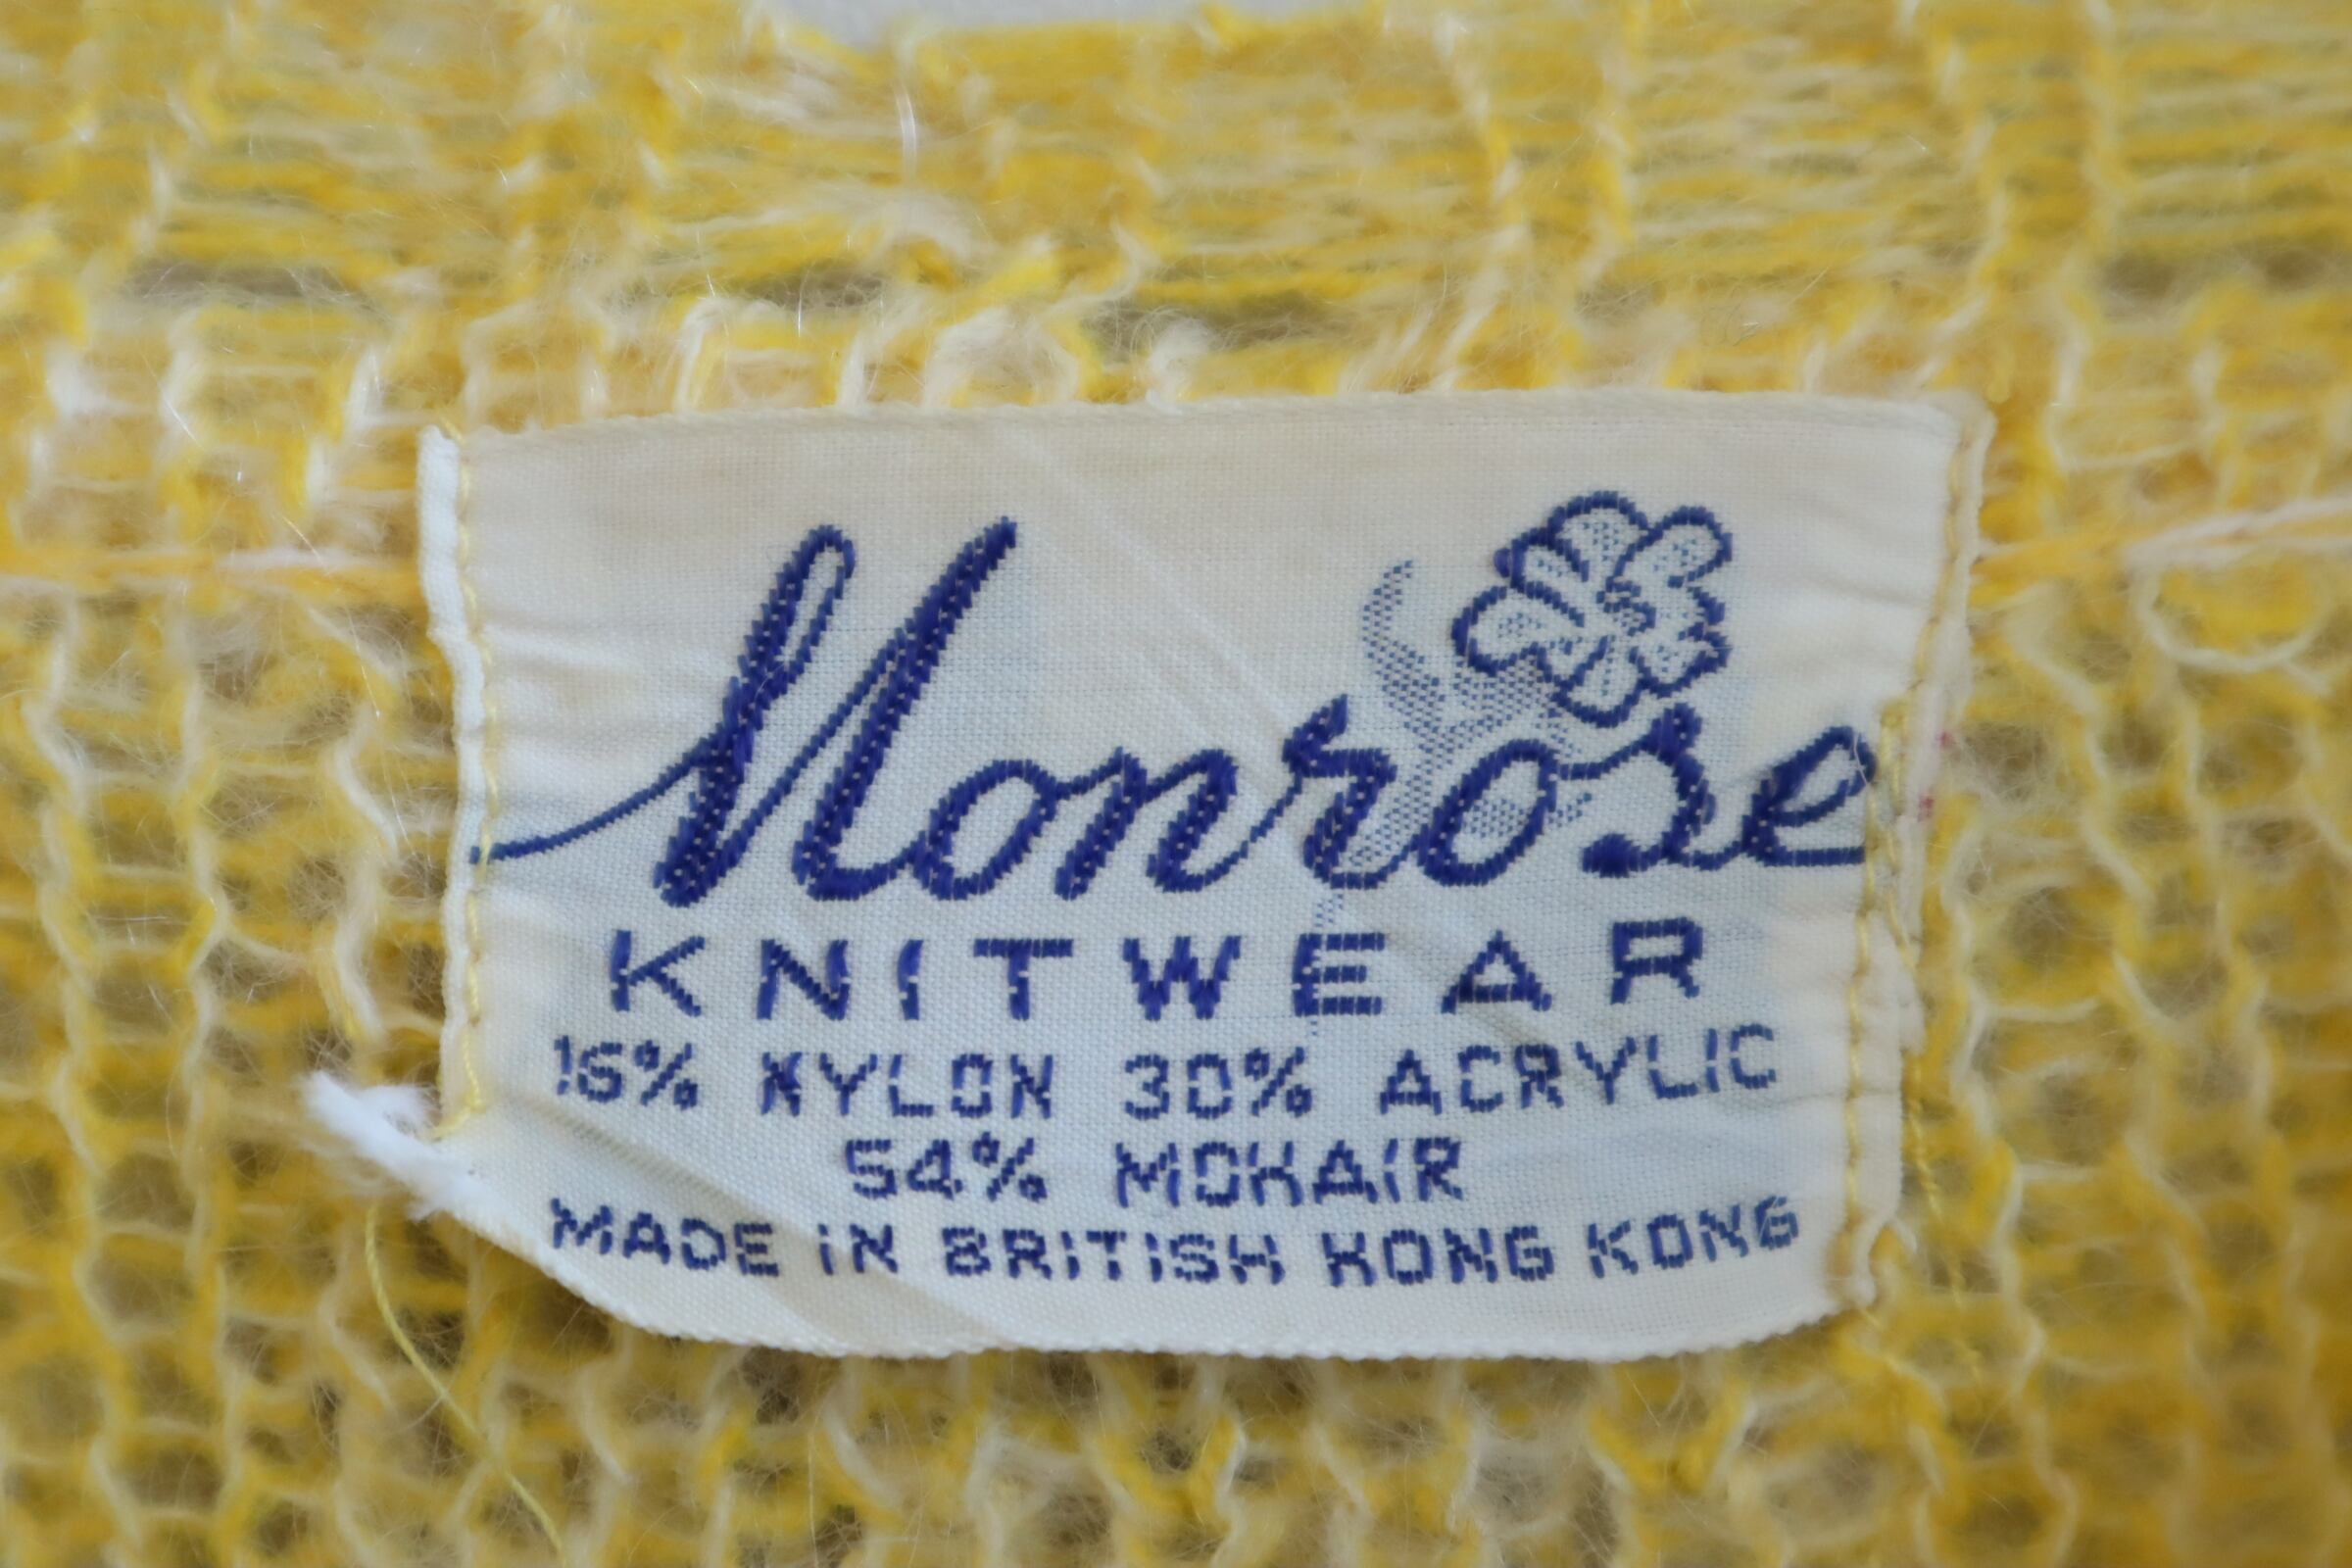 Monrose
KNITWEAR
16% NYLON 30% ACRYLIC
54% MOHAIR
MADE IN BRITISH HONG KONG